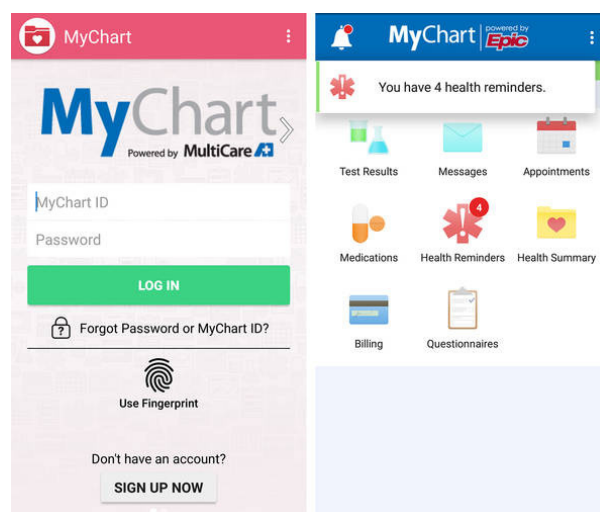 MyChart
MyChart
Powered by MultiCare
MyChart ID
Password
LOG IN
? Forgot Password or MyChart ID?
Use Fingerprint
Don't have an account?
SIGN UP NOW
MyChart powered by Epic
You have 4 health reminders.
Test Results Messages Appointments
4
Medications Health Reminders Health Summary
Billing Questionnaires